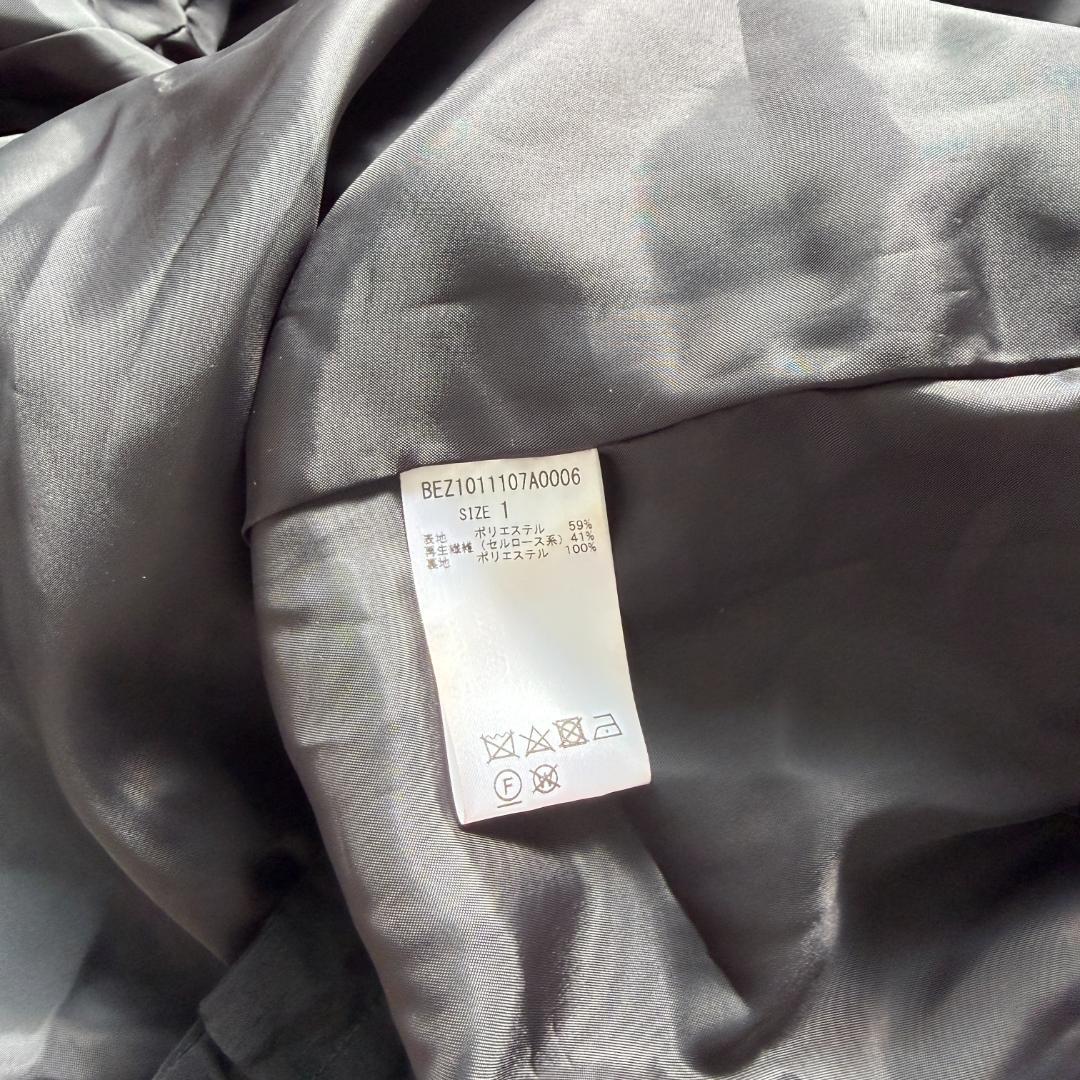 BEZ1011107A0006
SIZE 1
表地 ポリエステル 59%
再生繊維(セルロース系) 41%
裏地 ポリエステル 100%
F
W